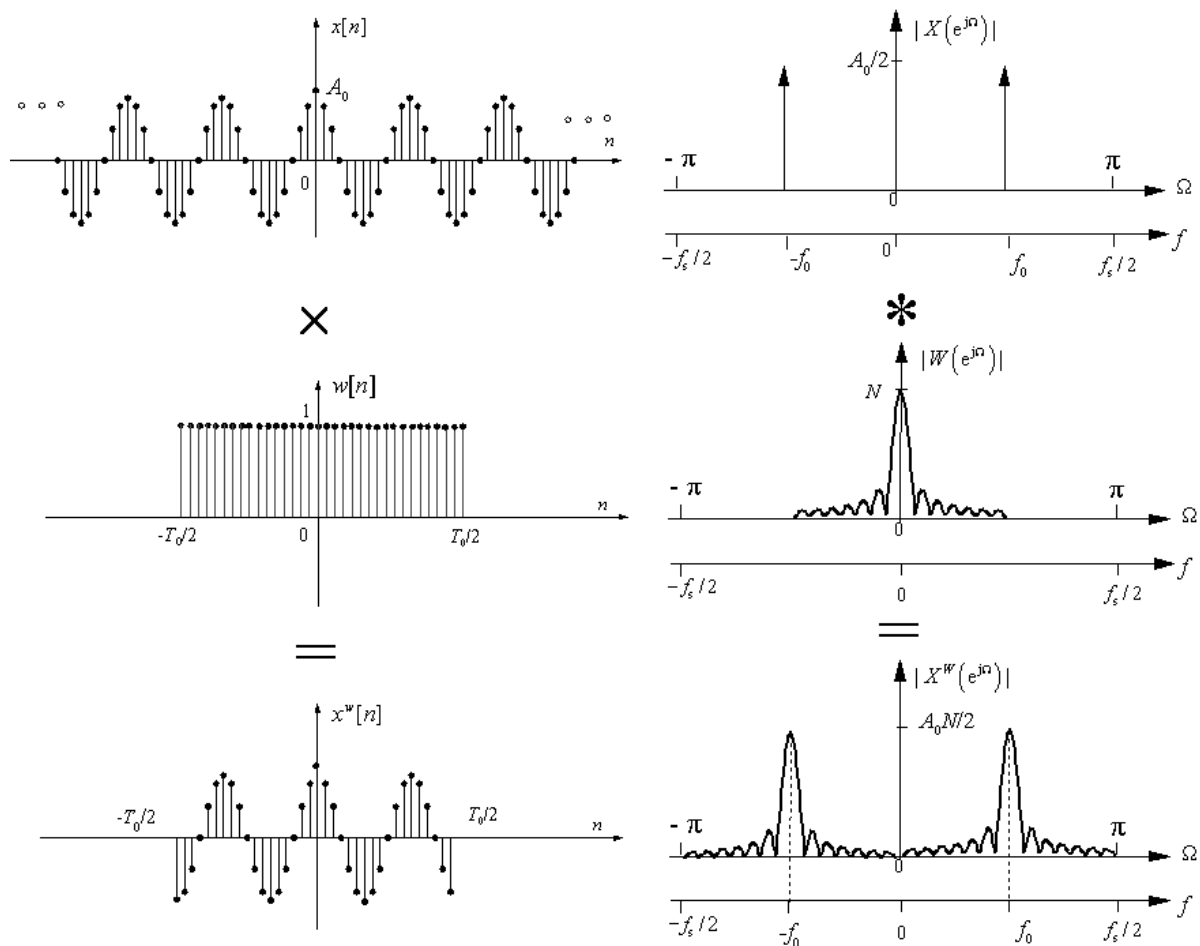 x[n]
A₀
n
0
|X(e^{jΩ})|
A₀/2
- π
π
0
Ω
-fₛ/2
-f₀
0
f₀
fₛ/2
f
×
*
w[n]
1
n
-T₀/2
0
T₀/2
|W(e^{jΩ})|
N
- π
π
0
Ω
-fₛ/2
0
fₛ/2
f
=
=
x^w[n]
-T₀/2
T₀/2
n
|X^W(e^{jΩ})|
A₀N/2
- π
π
0
Ω
-fₛ/2
-f₀
0
f₀
fₛ/2
f